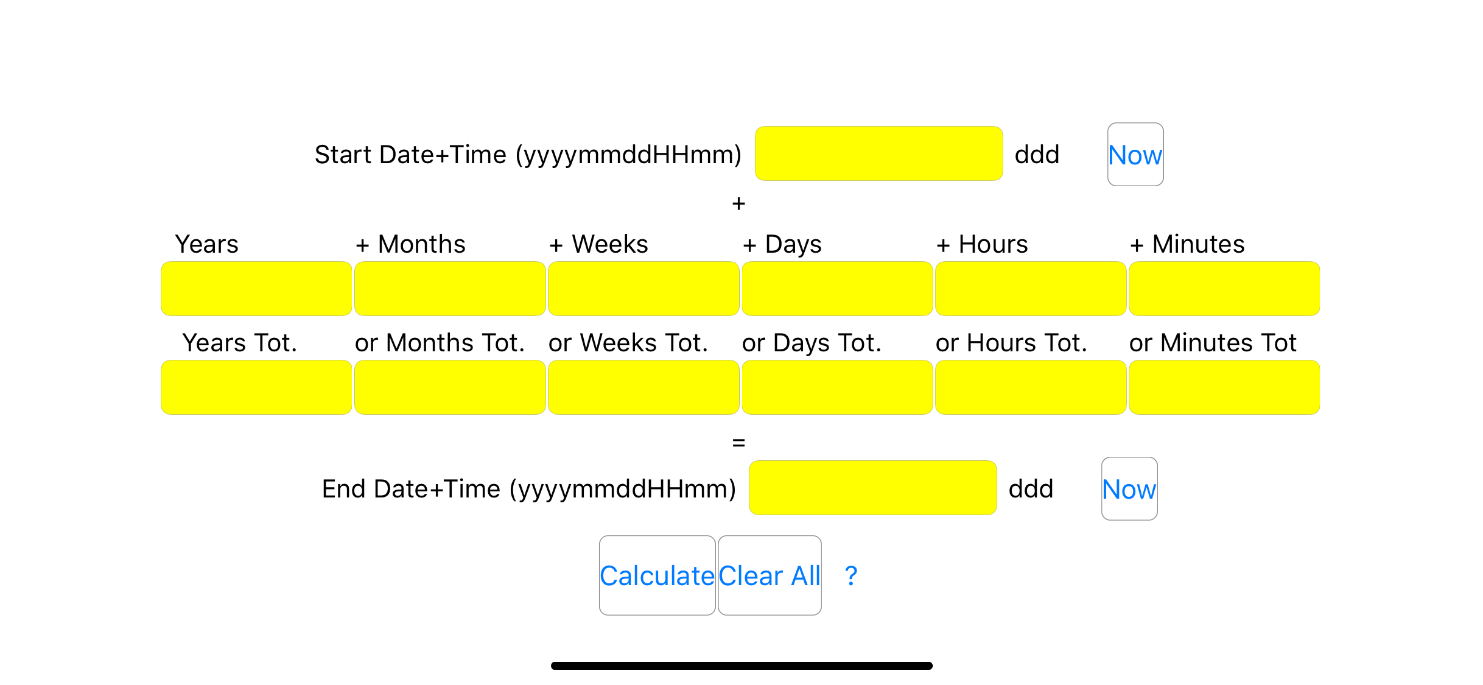 Start Date+Time (yyyymmddHHmm) ddd Now
+
Years + Months + Weeks + Days + Hours + Minutes
Years Tot. or Months Tot. or Weeks Tot. or Days Tot. or Hours Tot. or Minutes Tot
=
End Date+Time (yyyymmddHHmm) ddd Now
Calculate Clear All ?